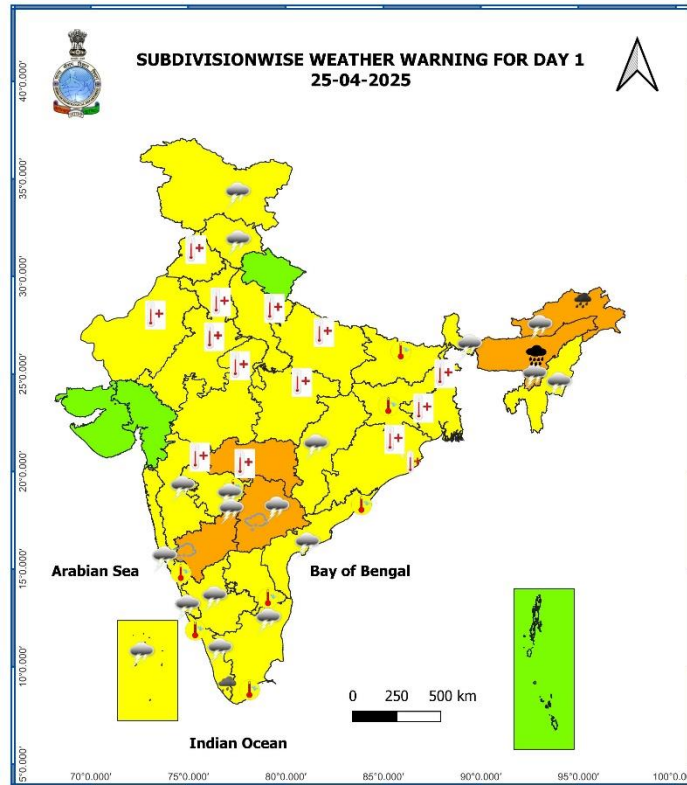 SUBDIVISIONWISE WEATHER WARNING FOR DAY 1
25-04-2025
40°0.000'
35°0.000'
30°0.000'
25°0.000'
20°0.000'
15°0.000'
10°0.000'
5°0.000'
Arabian Sea
Bay of Bengal
0 250 500 km
Indian Ocean
70°0.000' 75°0.000' 80°0.000' 85°0.000' 90°0.000' 95°0.000' 100°0.000'